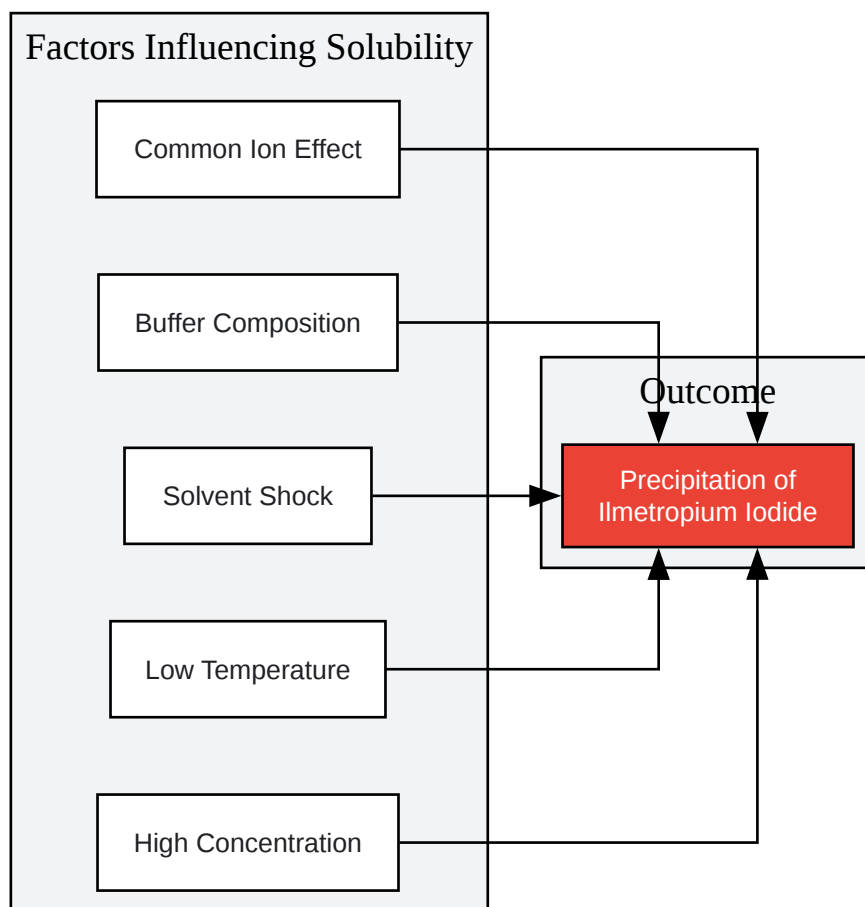 Factors Influencing Solubility
Common Ion Effect
Buffer Composition
Solvent Shock
Low Temperature
High Concentration
Outcome
Precipitation of
Ilmetropium Iodide